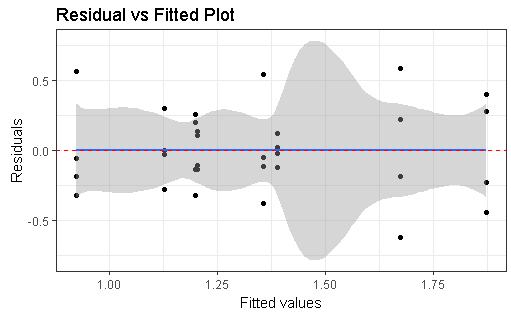 Residual vs Fitted Plot
Residuals
0.5
0.0
-0.5
1.00 1.25 1.50 1.75
Fitted values